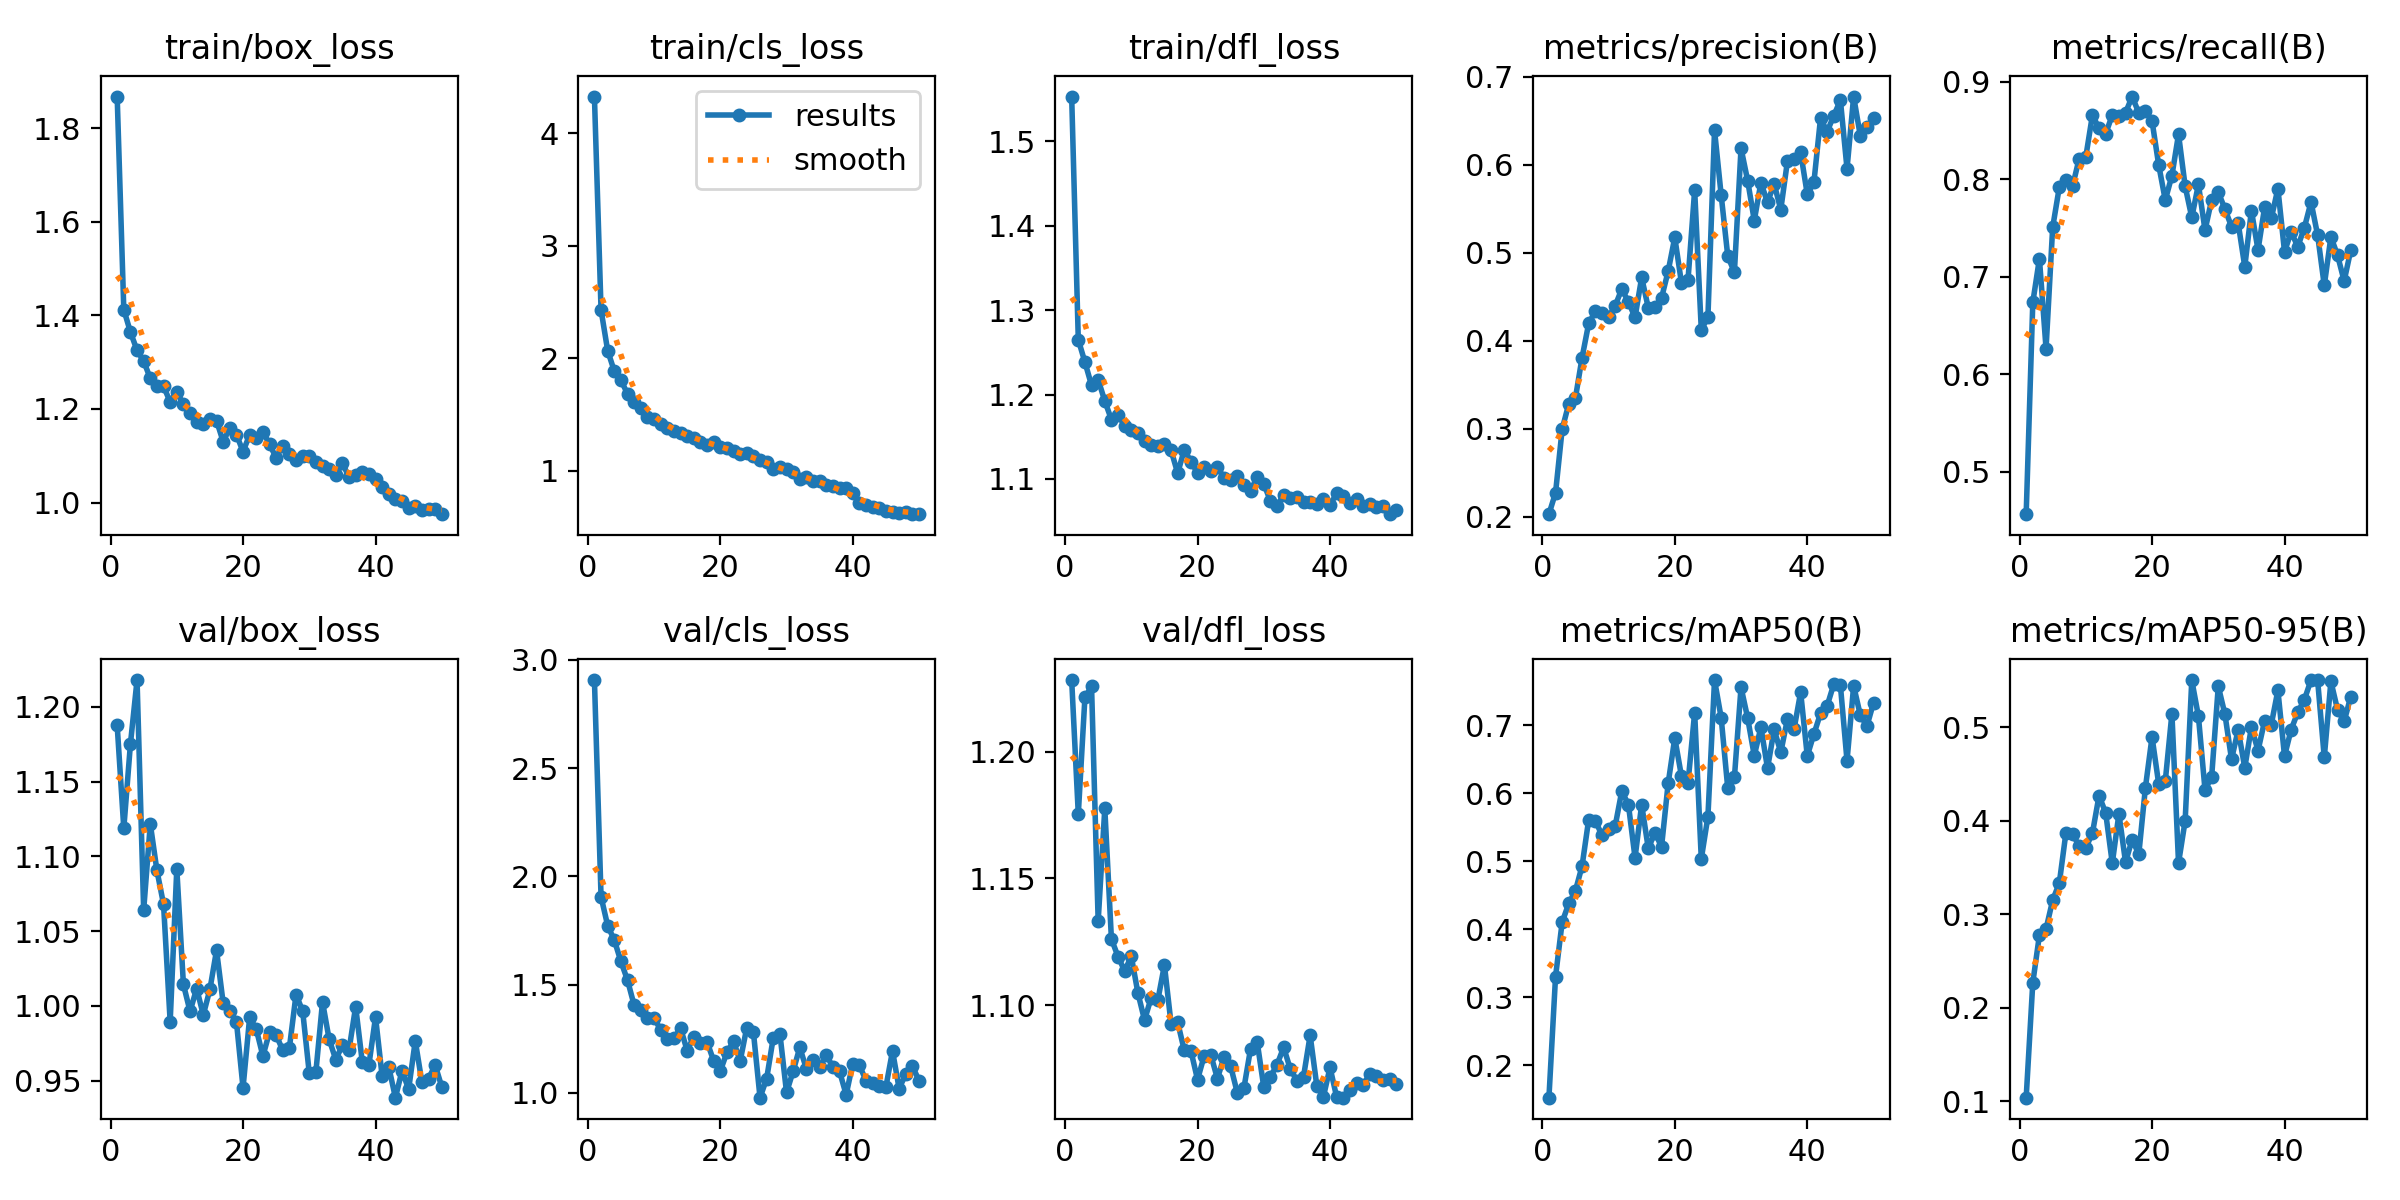 train/box_loss
1.8
1.6
1.4
1.2
1.0
0 20 40
train/cls_loss
results
smooth
4
3
2
1
0 20 40
train/dfl_loss
1.5
1.4
1.3
1.2
1.1
0 20 40
metrics/precision(B)
0.7
0.6
0.5
0.4
0.3
0.2
0 20 40
metrics/recall(B)
0.9
0.8
0.7
0.6
0.5
0 20 40
val/box_loss
1.20
1.15
1.10
1.05
1.00
0.95
0 20 40
val/cls_loss
3.0
2.5
2.0
1.5
1.0
0 20 40
val/dfl_loss
1.20
1.15
1.10
0 20 40
metrics/mAP50(B)
0.7
0.6
0.5
0.4
0.3
0.2
0 20 40
metrics/mAP50-95(B)
0.5
0.4
0.3
0.2
0.1
0 20 40